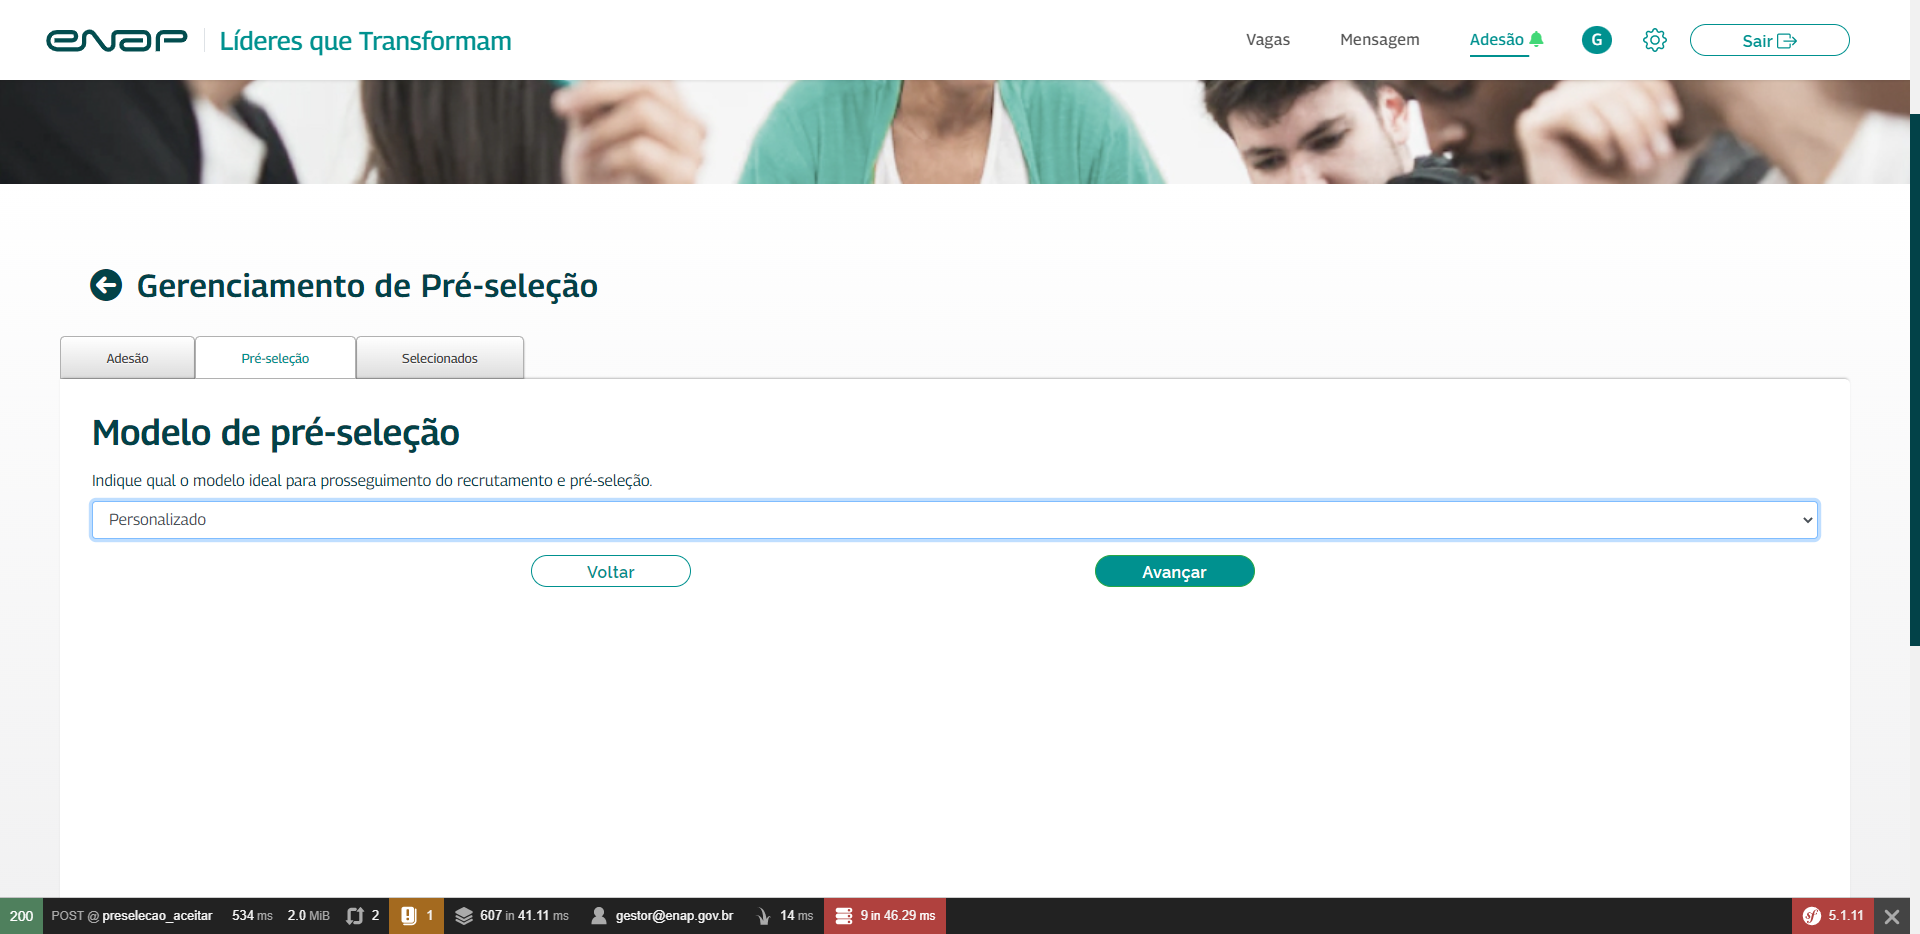 enap Líderes que Transformam Vagas Mensagem Adesão G Sair
Gerenciamento de Pré-seleção
Adesão Pré-seleção Selecionados
Modelo de pré-seleção
Indique qual o modelo ideal para prosseguimento do recrutamento e pré-seleção.
Personalizado
Voltar Avançar
200 POST @ preselecao_aceitar 534 ms 2.0 MiB 2 1 607 in 41.11 ms gestor@enap.gov.br 14 ms 9 in 46.29 ms sf 5.1.11